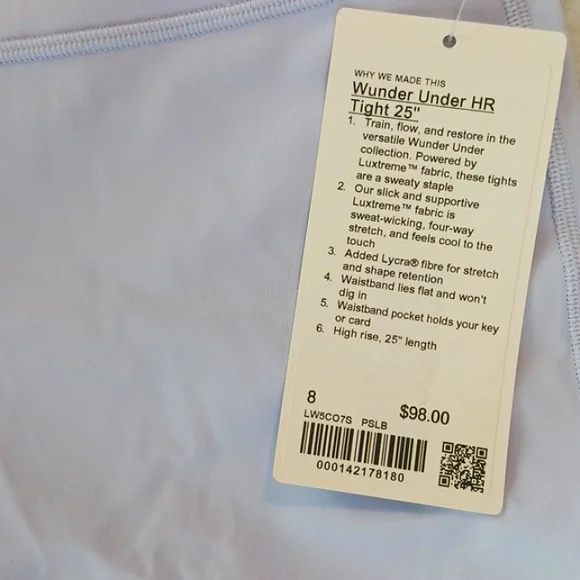 WHY WE MADE THIS
Wunder Under HR
Tight 25"
1. Train, flow, and restore in the
versatile Wunder Under
collection. Powered by
Luxtreme™ fabric, these tights
are a sweaty staple
2. Our slick and supportive
Luxtreme™ fabric is
sweat-wicking, four-way
stretch, and feels cool to the
touch
3. Added Lycra® fibre for stretch
and shape retention
4. Waistband lies flat and won't
dig in
5. Waistband pocket holds your key
or card
6. High rise, 25" length
8 $98.00
LW5CO7S PSLB
000142178180